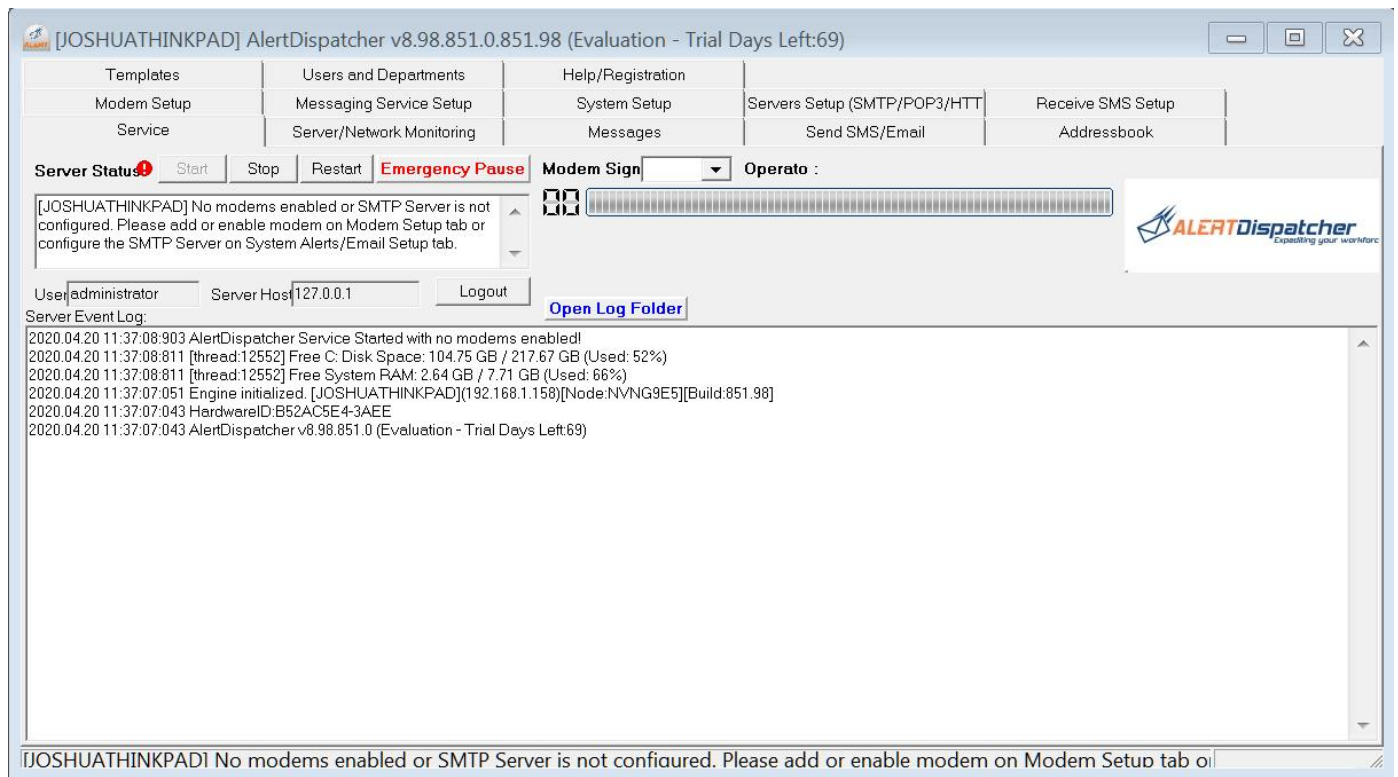 [JOSHUATHINKPAD] AlertDispatcher v8.98.851.0.851.98 (Evaluation - Trial Days Left:69)
Templates Users and Departments Help/Registration
Modem Setup Messaging Service Setup System Setup Servers Setup (SMTP/POP3/HTT Receive SMS Setup
Service Server/Network Monitoring Messages Send SMS/Email Addressbook
Server Status Start Stop Restart Emergency Pause Modem Sign Operato :
[JOSHUATHINKPAD] No modems enabled or SMTP Server is not
configured. Please add or enable modem on Modem Setup tab or
configure the SMTP Server on System Alerts/Email Setup tab.
00
ALERTDispatcher
Expediting your workforc
User administrator Server Host 127.0.0.1 Logout
Open Log Folder
Server Event Log:
2020.04.20 11:37:08:903 AlertDispatcher Service Started with no modems enabled!
2020.04.20 11:37:08:811 [thread:12552] Free C: Disk Space: 104.75 GB / 217.67 GB (Used: 52%)
2020.04.20 11:37:08:811 [thread:12552] Free System RAM: 2.64 GB / 7.71 GB (Used: 66%)
2020.04.20 11:37:07:051 Engine initialized. [JOSHUATHINKPAD](192.168.1.158)[Node:NVNG9E5][Build:851.98]
2020.04.20 11:37:07:043 HardwareID:B52AC5E4-3AEE
2020.04.20 11:37:07:043 AlertDispatcher v8.98.851.0 (Evaluation - Trial Days Left:69)
[JOSHUATHINKPAD] No modems enabled or SMTP Server is not configured. Please add or enable modem on Modem Setup tab o